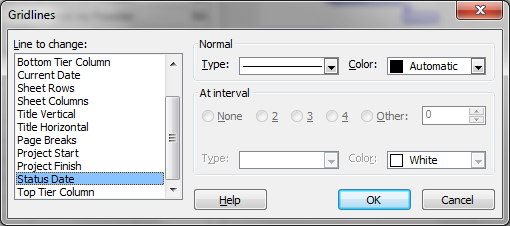 Gridlines
Line to change:
Bottom Tier Column
Current Date
Sheet Rows
Sheet Columns
Title Vertical
Title Horizontal
Page Breaks
Project Start
Project Finish
Status Date
Top Tier Column
Normal
Type: Color: Automatic
At interval
None 2 3 4 Other: 0
Type: Color: White
Help OK Cancel